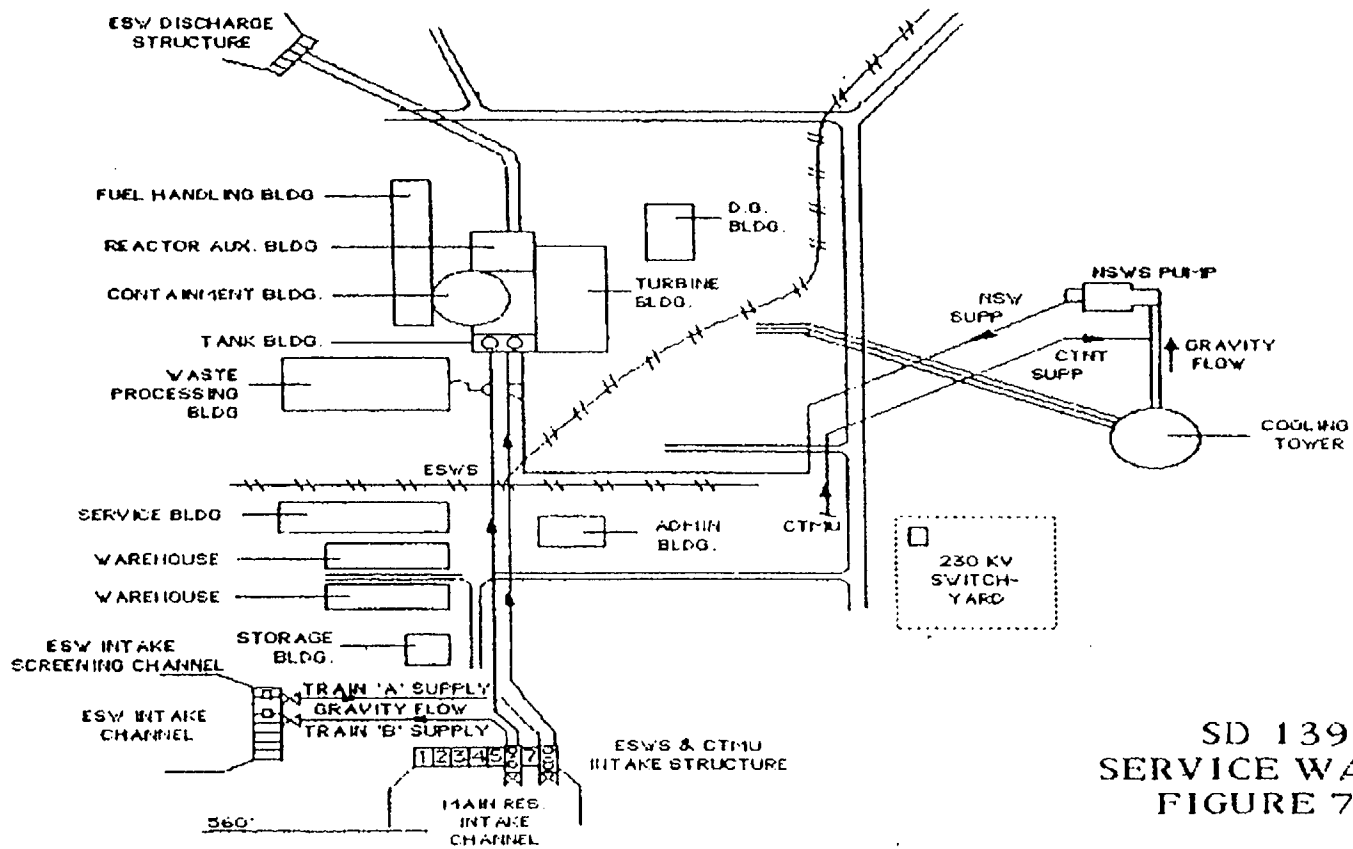 ESW DISCHARGE
STRUCTURE
FUEL HANDLING BLDG
REACTOR AUX. BLDG
CONTAINMENT BLDG.
TANK BLDG.
WASTE
PROCESSING
BLDG
D.G.
BLDG.
TURBINE
BLDG.
NSWS PUMP
NSW
SUPP
CTNT
SUPP
GRAVITY
FLOW
COOLING
TOWER
ESWS
SERVICE BLDG
WAREHOUSE
WAREHOUSE
ADMIN
BLDG.
CTMU
230 KV
SWITCH-
YARD
STORAGE
BLDG.
ESW INTAKE
SCREENING CHANNEL
ESW INTAKE
CHANNEL
TRAIN 'A' SUPPLY
GRAVITY FLOW
TRAIN 'B' SUPPLY
1 2 3 4 5 7
ESWS & CTMU
INTAKE STRUCTURE
MAIN RES.
INTAKE
CHANNEL
560'
SD 139
SERVICE WA
FIGURE 7